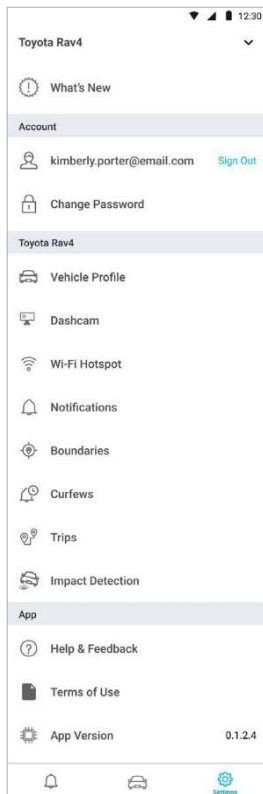 12:30
Toyota Rav4
What's New
Account
kimberly.porter@email.com Sign Out
Change Password
Toyota Rav4
Vehicle Profile
Dashcam
Wi-Fi Hotspot
Notifications
Boundaries
Curfews
Trips
Impact Detection
App
Help & Feedback
Terms of Use
App Version 0.1.2.4
Settings